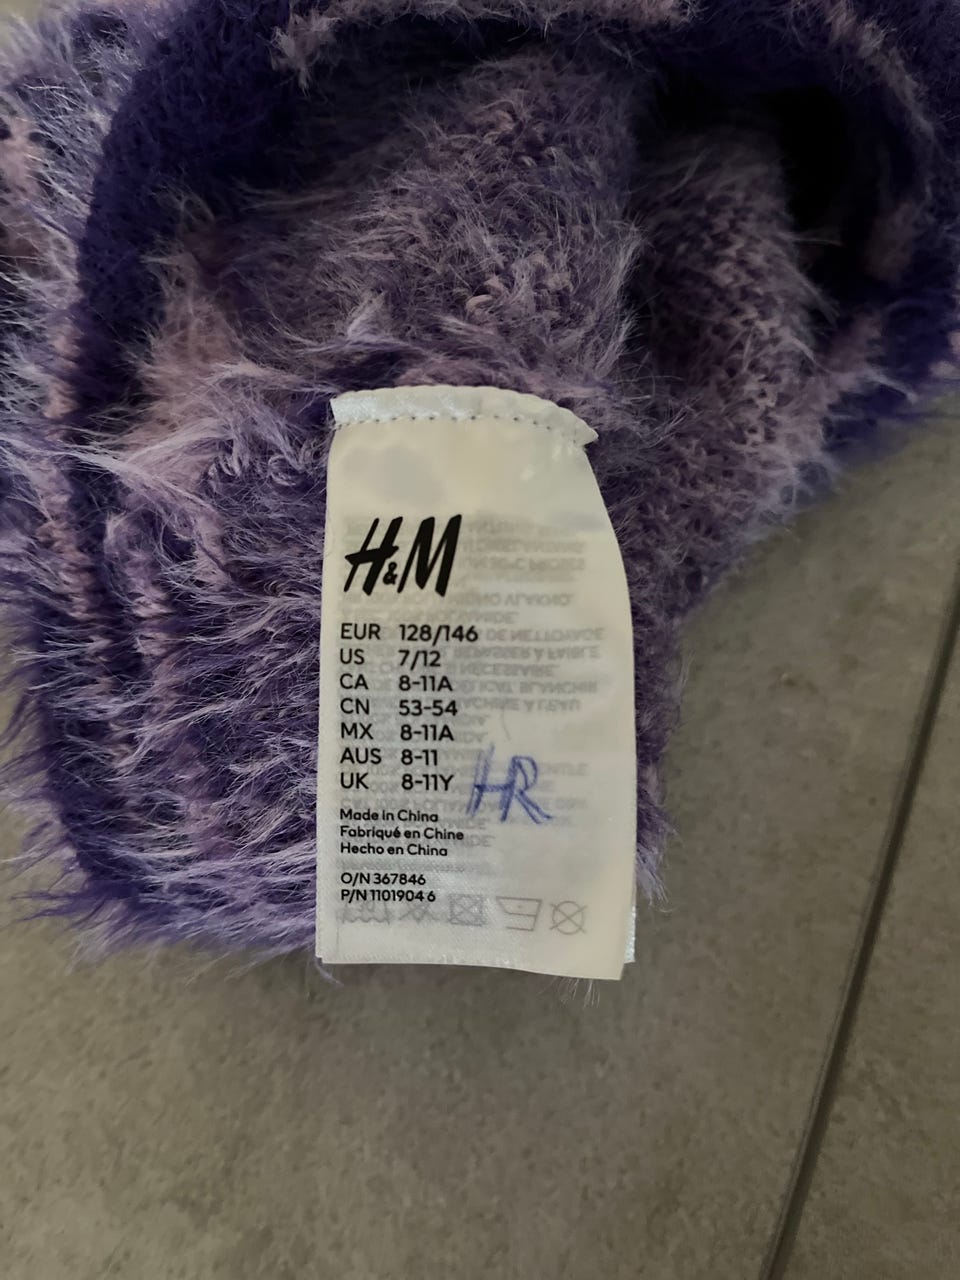 H&M
EUR 128/146
US 7/12
CA 8-11A
CN 53-54
MX 8-11A
AUS 8-11
UK 8-11Y
HR
Made in China
Fabriqué en Chine
Hecho en China
O/N 367846
P/N 1101904 6